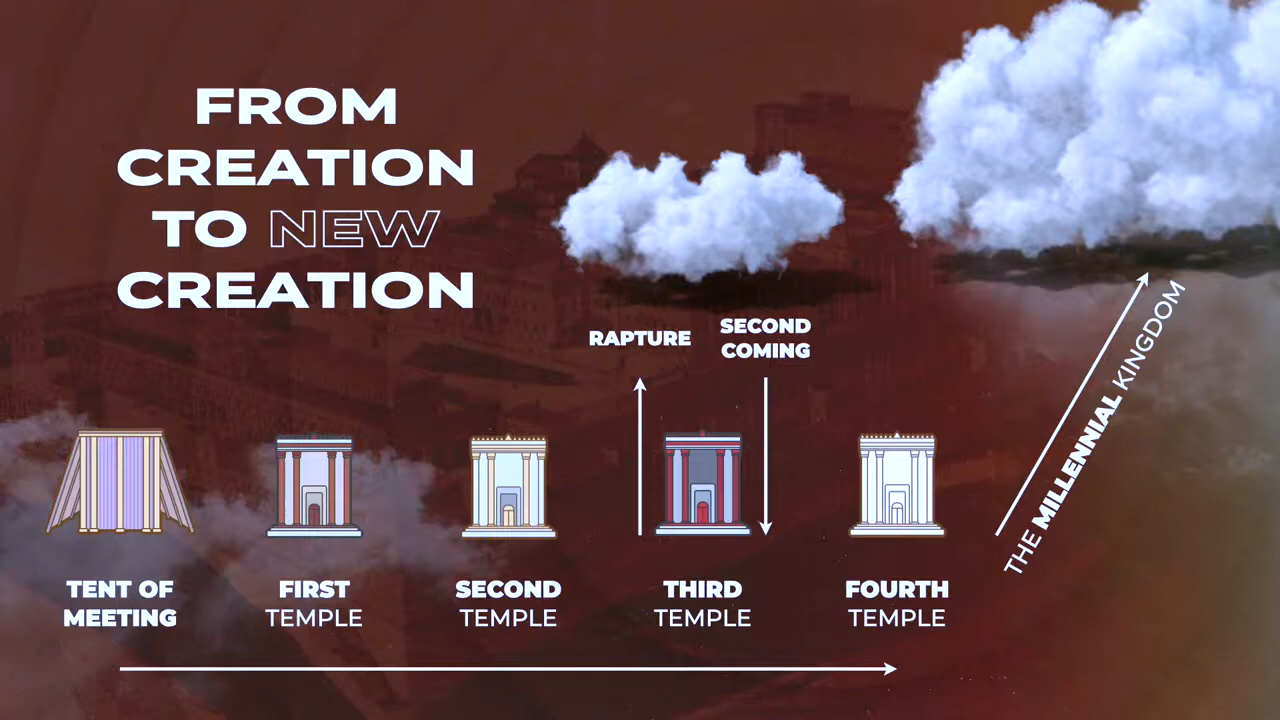 FROM
CREATION
TO NEW
CREATION
RAPTURE
SECOND
COMING
THE MILLENNIAL KINGDOM
TENT OF
MEETING
FIRST
TEMPLE
SECOND
TEMPLE
THIRD
TEMPLE
FOURTH
TEMPLE